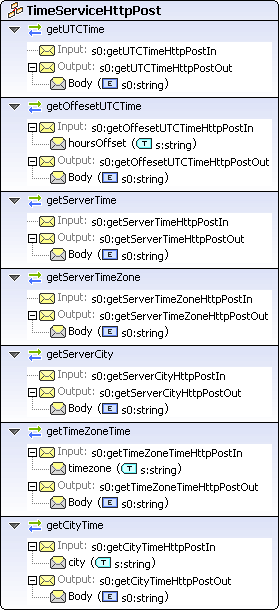 TimeServiceHttpPost
getUTCTime
Input: s0:getUTCTimeHttpPostIn
Output: s0:getUTCTimeHttpPostOut
Body (E s0:string)
getOffesetUTCTime
Input: s0:getOffesetUTCTimeHttpPostIn
hoursOffset (T s:string)
Output: s0:getOffesetUTCTimeHttpPostOut
Body (E s0:string)
getServerTime
Input: s0:getServerTimeHttpPostIn
Output: s0:getServerTimeHttpPostOut
Body (E s0:string)
getServerTimeZone
Input: s0:getServerTimeZoneHttpPostIn
Output: s0:getServerTimeZoneHttpPostOut
Body (E s0:string)
getServerCity
Input: s0:getServerCityHttpPostIn
Output: s0:getServerCityHttpPostOut
Body (E s0:string)
getTimeZoneTime
Input: s0:getTimeZoneTimeHttpPostIn
timezone (T s:string)
Output: s0:getTimeZoneTimeHttpPostOut
Body (E s0:string)
getCityTime
Input: s0:getCityTimeHttpPostIn
city (T s:string)
Output: s0:getCityTimeHttpPostOut
Body (E s0:string)